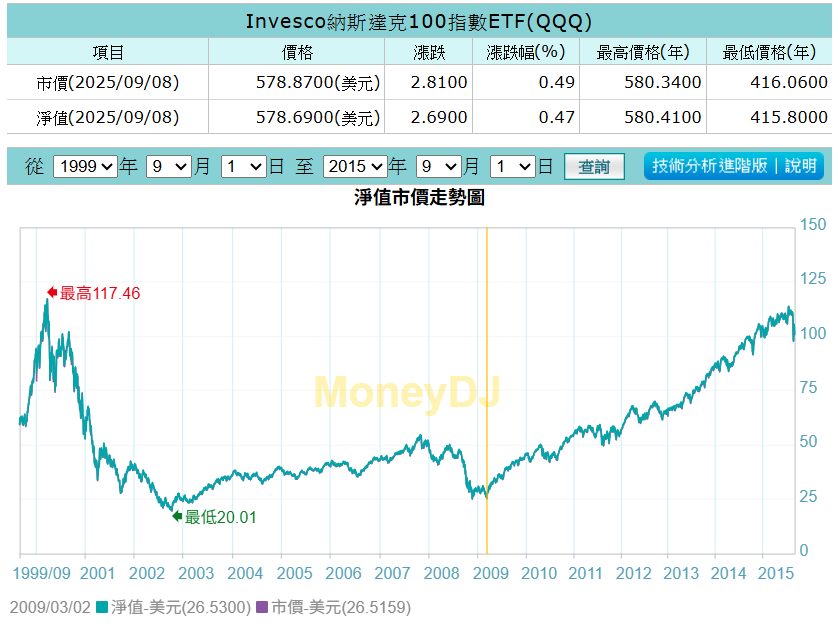 Invesco納斯達克100指數ETF(QQQ)
項目 價格 漲跌 漲跌幅(%) 最高價格(年) 最低價格(年)
市價(2025/09/08) 578.8700(美元) 2.8100 0.49 580.3400 416.0600
淨值(2025/09/08) 578.6900(美元) 2.6900 0.47 580.4100 415.8000
從 1999 年 9 月 1 日 至 2015 年 9 月 1 日 查詢 技術分析進階版 | 說明
淨值市價走勢圖
150
125
最高117.46
100
75
MoneyDJ
50
25
最低20.01
0
1999/09 2001 2002 2003 2004 2005 2006 2007 2008 2009 2010 2011 2012 2013 2014 2015
2009/03/02 淨值-美元(26.5300) 市價-美元(26.5159)